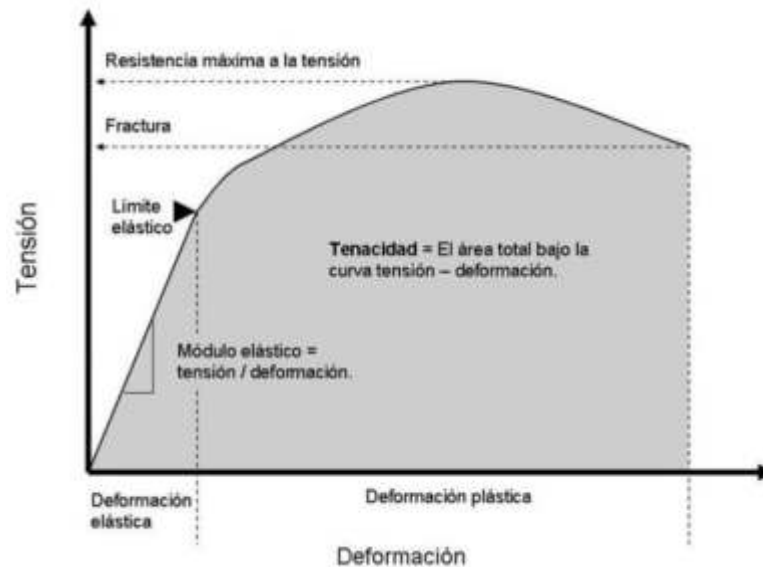 Resistencia máxima a la tensión
Fractura
Límite
elástico
Tensión
Tenacidad = El área total bajo la
curva tensión – deformación.
Módulo elástico =
tensión / deformación.
Deformación
elástica
Deformación plástica
Deformación